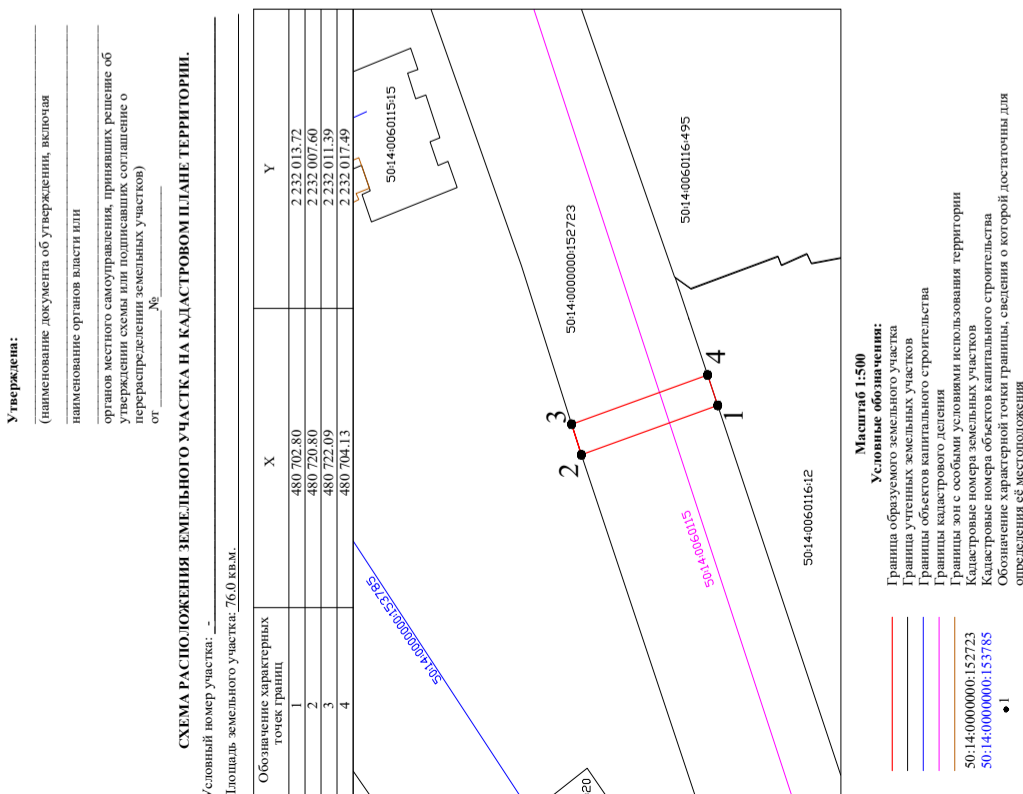 Утверждена:
(наименование документа об утверждении, включая
наименование органов власти или
органов местного самоуправления, принявших решение об
утверждении схемы или подписавших соглашение о
перераспределении земельных участков)
от ________ №________
СХЕМА РАСПОЛОЖЕНИЯ ЗЕМЕЛЬНОГО УЧАСТКА НА КАДАСТРОВОМ ПЛАНЕ ТЕРРИТОРИИ.
Условный номер участка: -
Площадь земельного участка: 76.0 кв.м.
Обозначение характерных точек границ X Y
1 480 702.80 2 232 013.72
2 480 720.80 2 232 007.60
3 480 722.09 2 232 011.39
4 480 704.13 2 232 017.49
50:14:0000000:153785
50:14:0060115:15
50:14:0000000:152723
50:14:0060116:495
2
3
1
4
50:14:0060115
50:14:0060116:12
:20
Масштаб 1:500
Условные обозначения:
Граница образуемого земельного участка
Граница учтенных земельных участков
Границы объектов капитального строительства
Границы кадастрового деления
Границы зон с особыми условиями использования территории
50:14:0000000:152723 Кадастровые номера земельных участков
50:14:0000000:153785 Кадастровые номера объектов капитального строительства
•1 Обозначение характерной точки границы, сведения о которой достаточны для
определения её местоположения